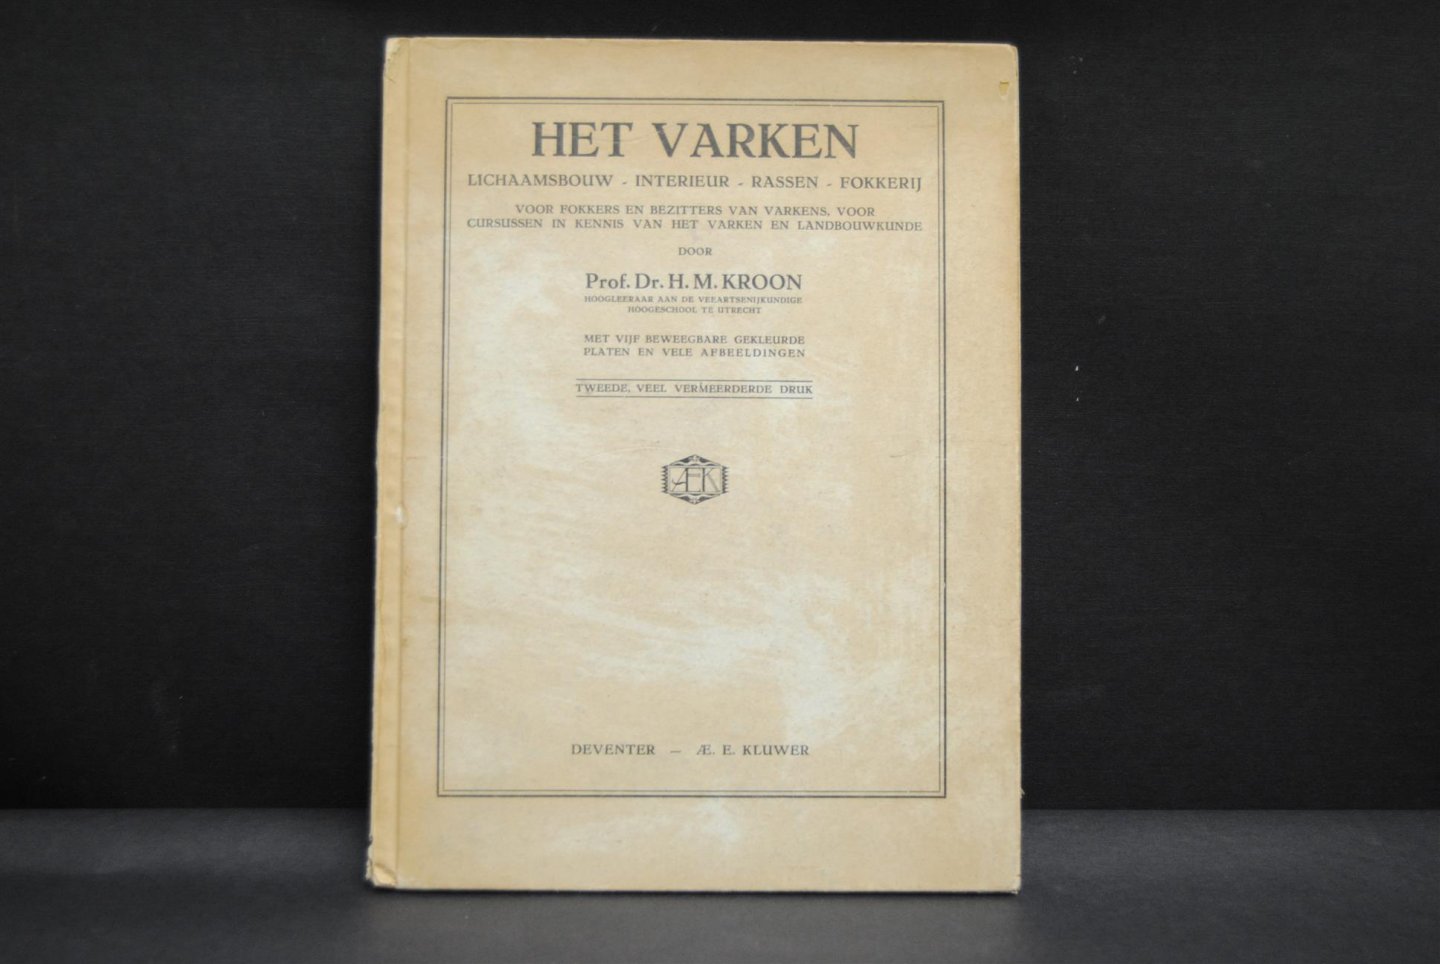 HET VARKEN
LICHAAMSBOUW - INTERIEUR - RASSEN - FOKKERIJ
VOOR FOKKERS EN BEZITTERS VAN VARKENS, VOOR
CURSUSSEN IN KENNIS VAN HET VARKEN EN LANDBOUWKUNDE
DOOR
Prof. Dr. H. M. KROON
HOOGLEERAAR AAN DE VEEARTSENIJKUNDIGE
HOOGESCHOOL TE UTRECHT
MET VIJF BEWEEGBARE GEKLEURDE
PLATEN EN VELE AFBEELDINGEN
TWEEDE, VEEL VERMEERDERDE DRUK
ÆK
DEVENTER — Æ. E. KLUWER